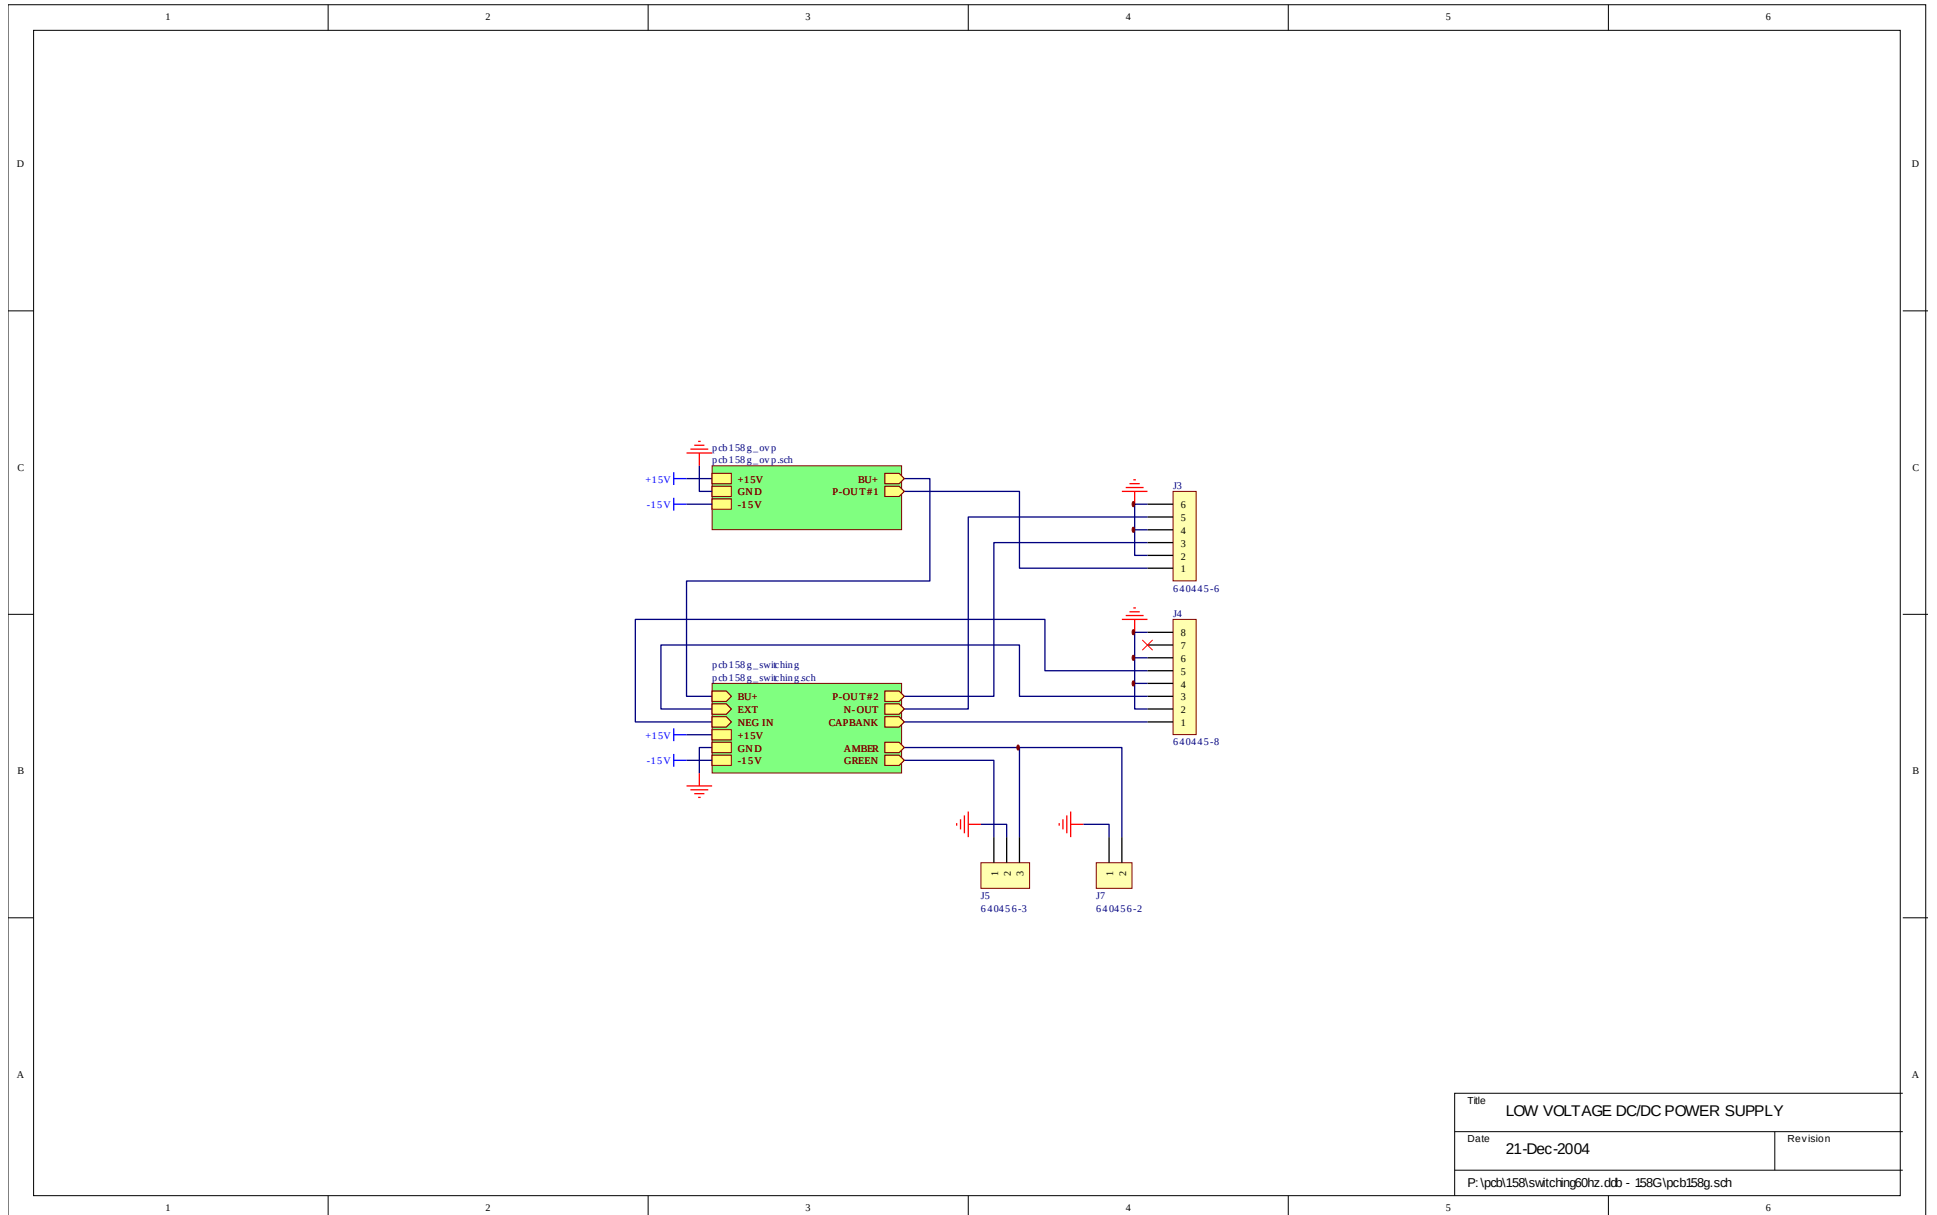 1 2 3 4 5 6
D D
C C
B B
A A
pcb158g_ovp
pcb158g_ovp.sch
+15V +15V BU+
GND P-OUT#1
-15V -15V
J3
6
5
4
3
2
1
640445-6
J4
8
7
6
5
4
3
2
1
640445-8
pcb158g_switching
pcb158g_switching.sch
BU+ P-OUT#2
EXT N-OUT
NEG IN CAPBANK
+15V +15V
GND AMBER
-15V -15V GREEN
1 2 3
J5
640456-3
1 2
J7
640456-2
Title
LOW VOLTAGE DC/DC POWER SUPPLY
Date 21-Dec-2004 Revision
P:\pcb\158\switching60hz.ddb - 158G\pcb158g.sch
1 2 3 4 5 6